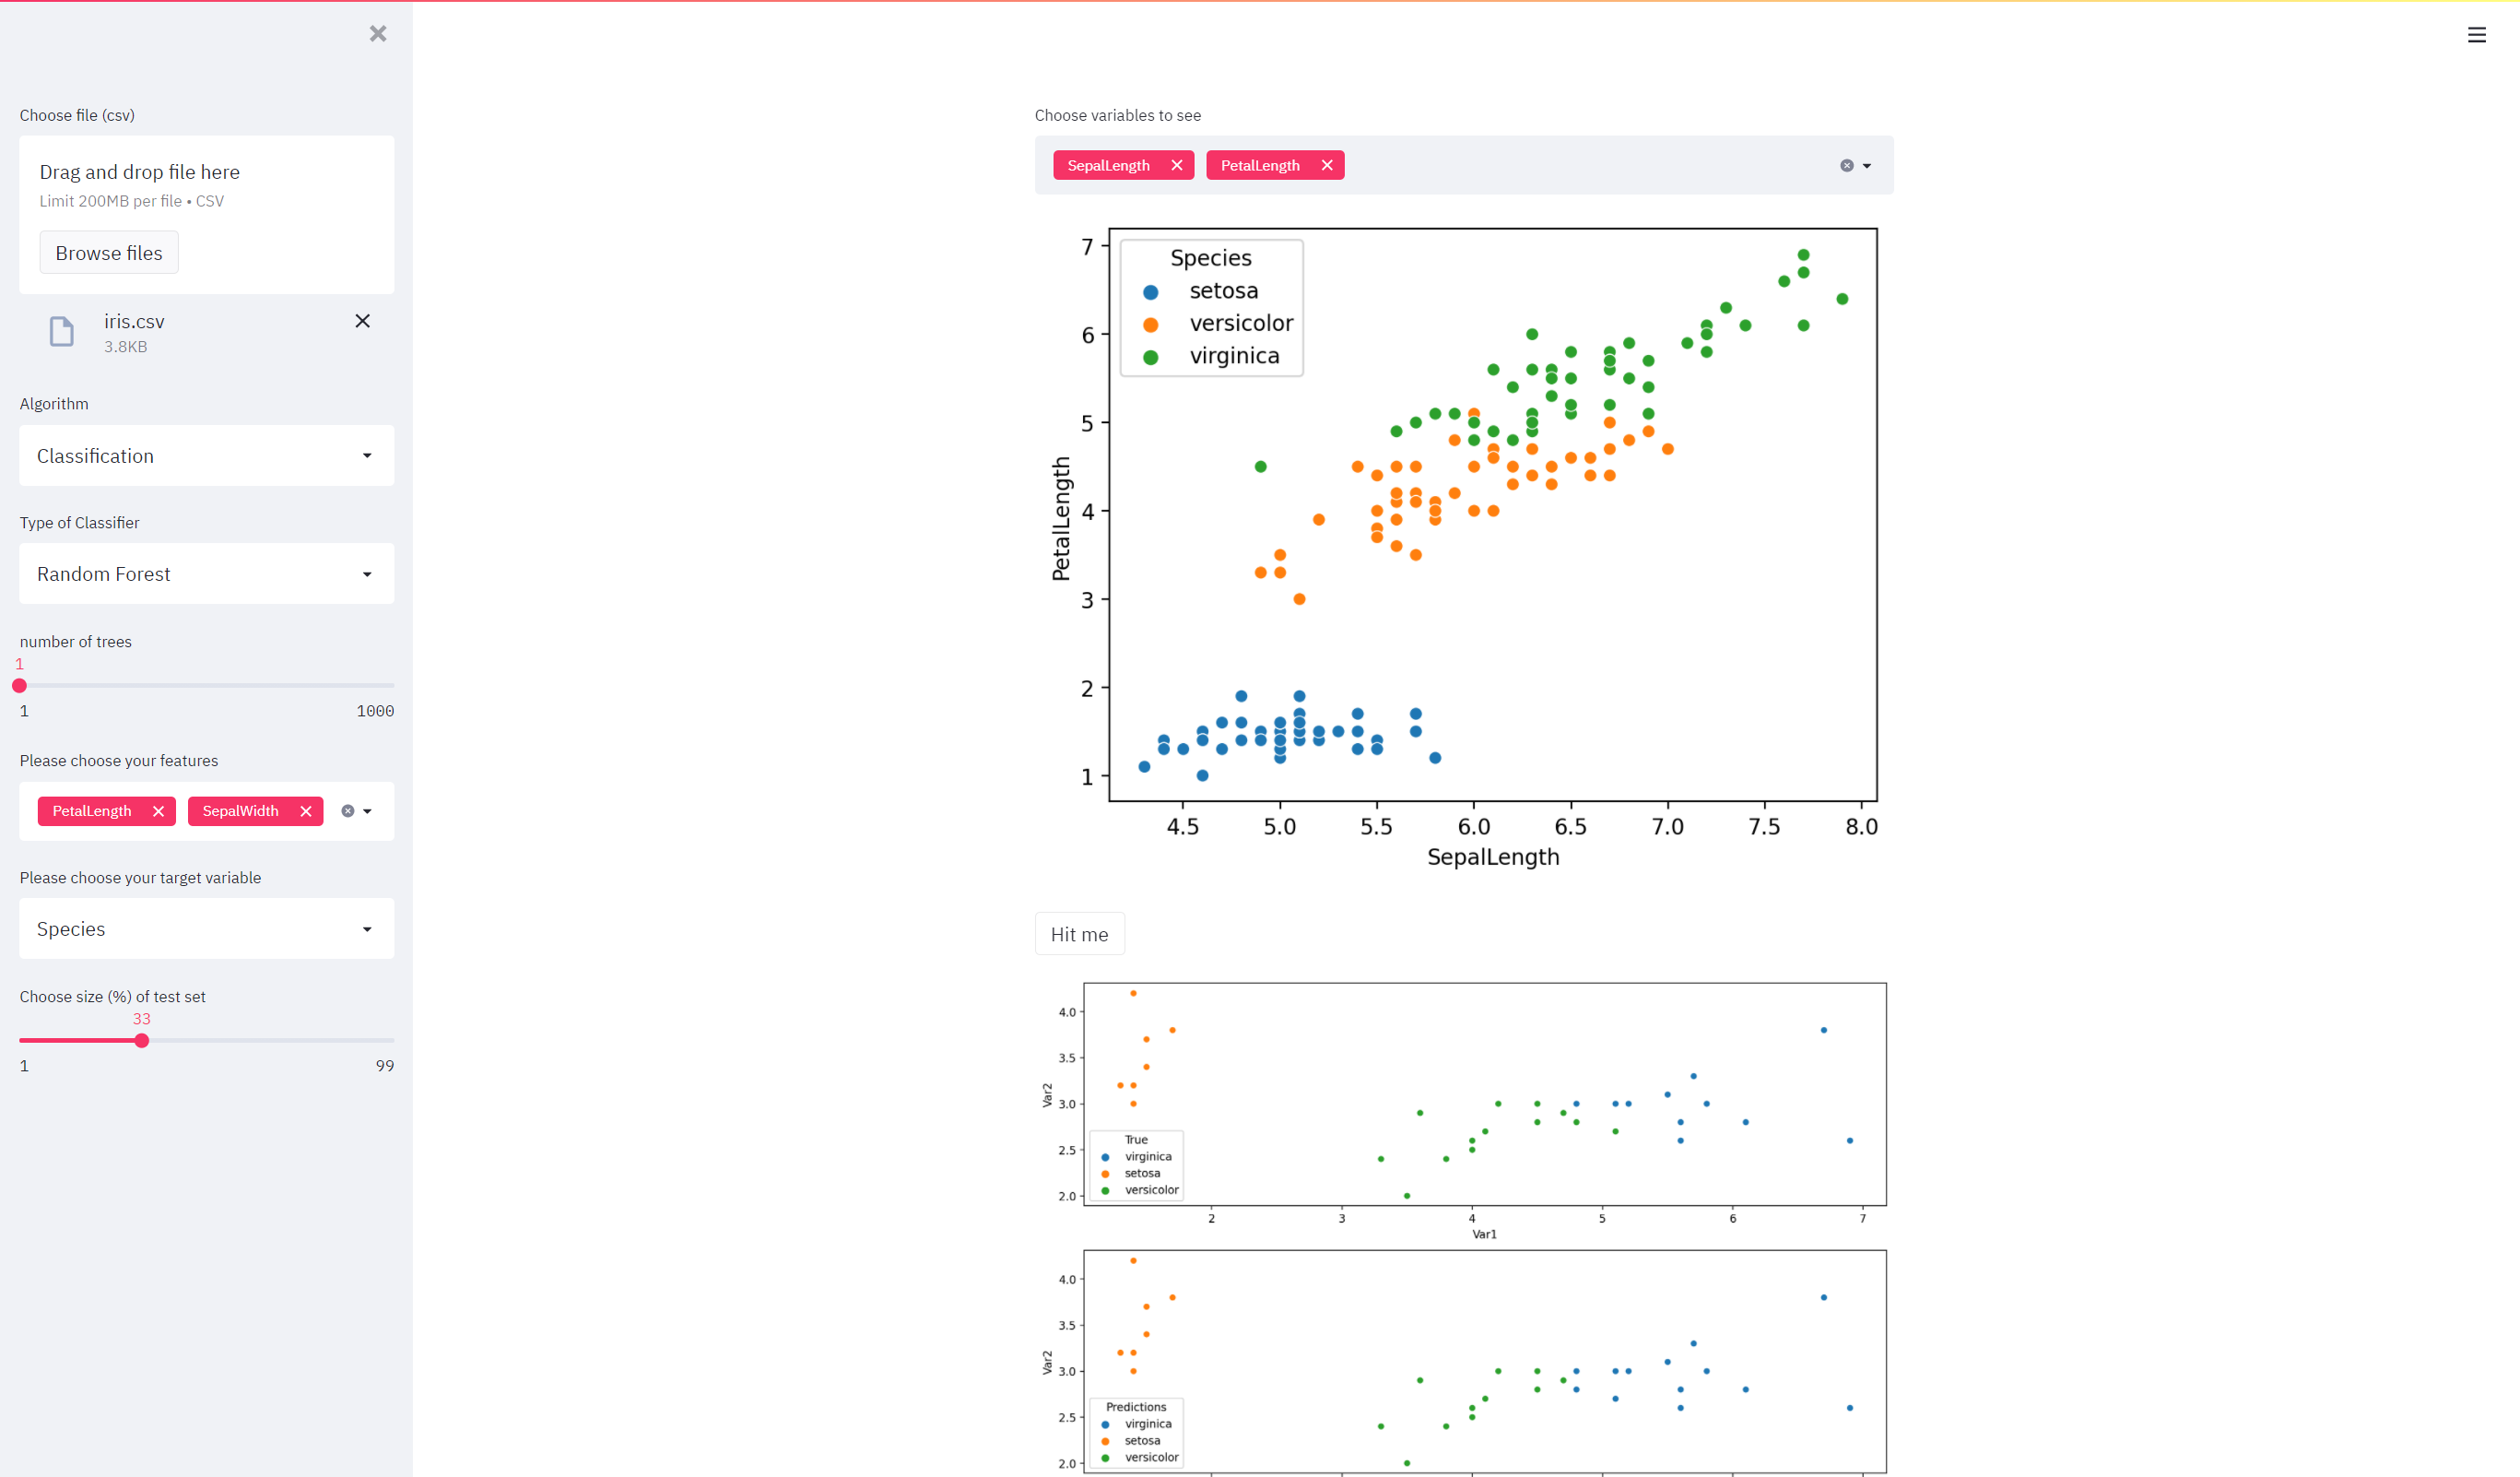 Choose file (csv)
Drag and drop file here
Limit 200MB per file • CSV
Browse files
iris.csv
3.8KB
Algorithm
Classification
Type of Classifier
Random Forest
number of trees
1
1 1000
Please choose your features
PetalLength SepalWidth
Please choose your target variable
Species
Choose size (%) of test set
33
1 99
Choose variables to see
SepalLength PetalLength
Species
setosa
versicolor
virginica
7
6
5
4
3
2
1
PetalLength
4.5 5.0 5.5 6.0 6.5 7.0 7.5 8.0
SepalLength
Hit me
4.0
3.5
3.0
2.5
2.0
Var2
True
virginica
setosa
versicolor
2 3 4 5 6 7
Var1
4.0
3.5
3.0
2.5
2.0
Var2
Predictions
virginica
setosa
versicolor